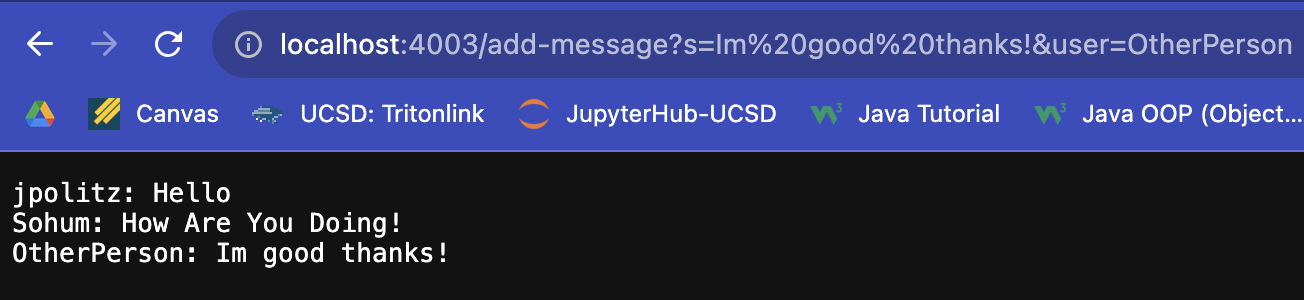 localhost:4003/add-message?s=Im%20good%20thanks!&user=OtherPerson
Canvas UCSD: Tritonlink JupyterHub-UCSD Java Tutorial Java OOP (Object...
jpolitz: Hello
Sohum: How Are You Doing!
OtherPerson: Im good thanks!